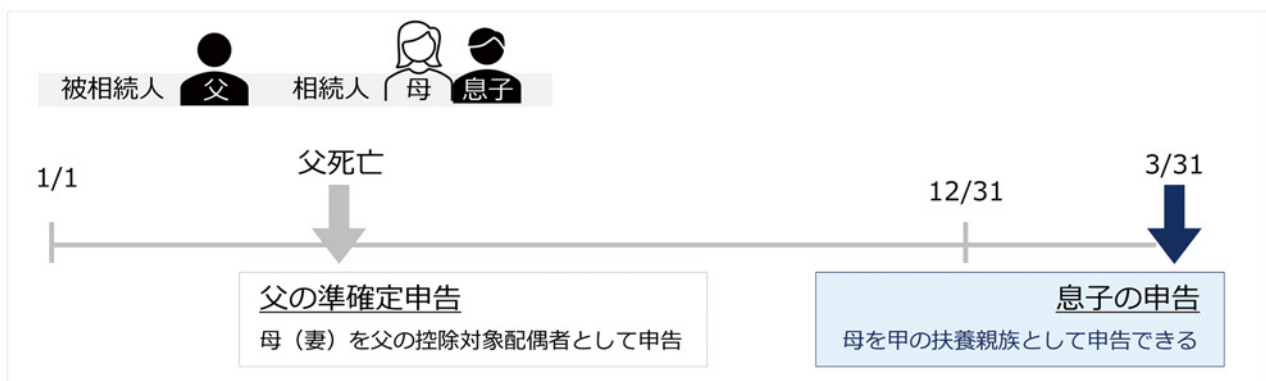 被相続人 父 相続人 母 息子
父死亡
1/1
12/31
3/31
父の準確定申告
母（妻）を父の控除対象配偶者として申告
息子の申告
母を甲の扶養親族として申告できる